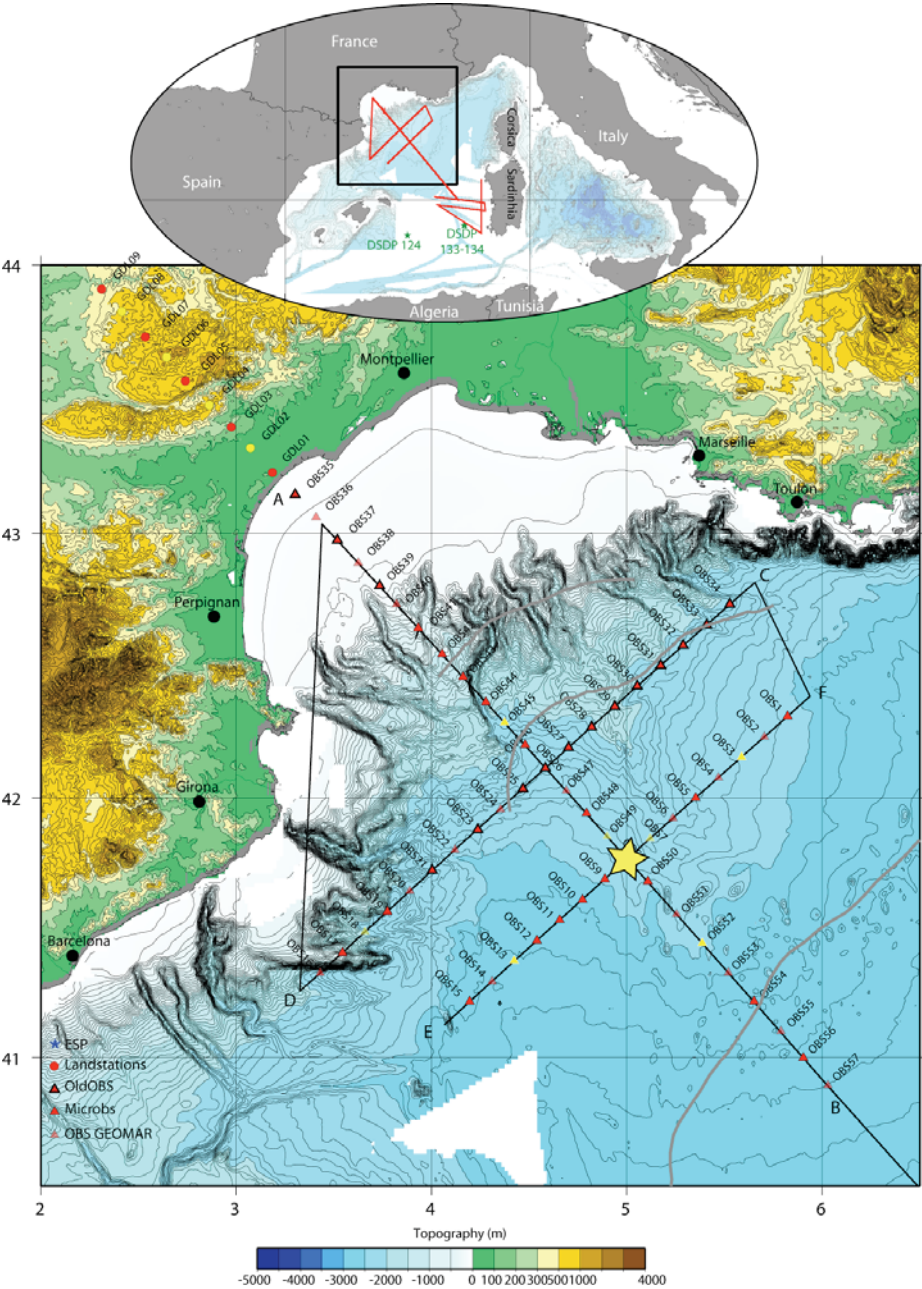 France
Italy
Corsica
Spain
Sardinhia
DSDP 124
DSDP
133-134
Algeria
Tunisia
44
GDL09
GDL08
GDL07
GDL06
GDL05
GDL04
GDL03
GDL02
GDL01
Montpellier
Marseille
Toulon
A
OBS35
OBS36
43
OBS37
OBS38
OBS39
OBS40
OBS34
C
OBS33
OBS32
OBS31
OBS30
OBS29
OBS28
OBS27
Perpignan
F
OBS1
OBS2
OBS3
OBS4
OBS5
OBS6
OBS7
OBS44
OBS45
OBS47
OBS48
OBS49
OBS24
OBS23
OBS22
OBS21
OBS20
42
Girona
OBS9
OBS10
OBS11
OBS12
OBS13
OBS14
OBS15
OBS50
OBS51
OBS52
OBS53
OBS54
OBS55
OBS56
OBS57
Barcelona
D
E
B
41
ESP
Landstations
OldOBS
Microbs
OBS GEOMAR
2
3
4
5
6
Topography (m)
-5000
-4000
-3000
-2000
-1000
0
100
200
300
500
1000
4000